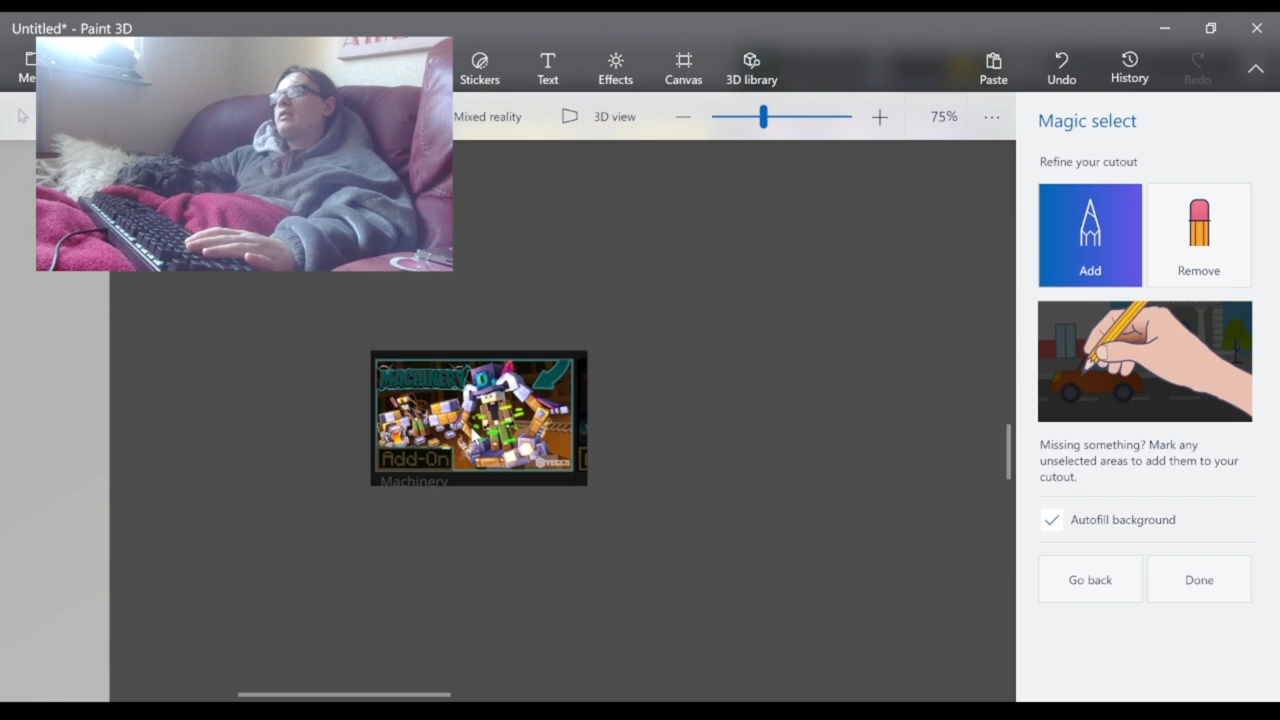 Untitled* - Paint 3D
Me
Stickers
Text
Effects
Canvas
3D library
Paste
Undo
History
Redo
Mixed reality
3D view
75%
Magic select
Refine your cutout
Add
Remove
MACHINERY
Add-On
Machinery
Missing something? Mark any
unselected areas to add them to your
cutout.
Autofill background
Go back
Done